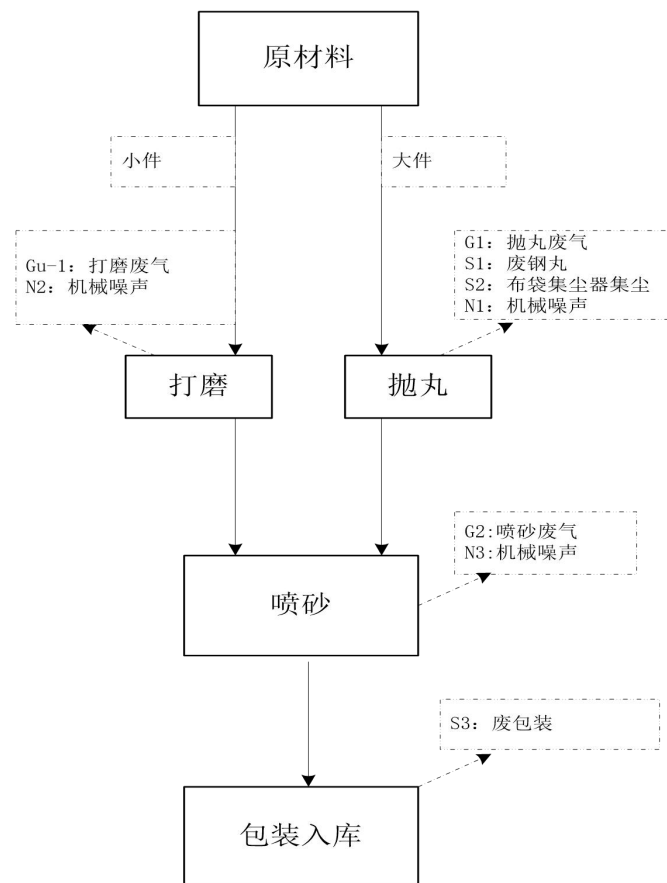 原材料
小件
大件
Gu-1：打磨废气
N2：机械噪声
G1：抛丸废气
S1：废钢丸
S2：布袋集尘器集尘
N1：机械噪声
打磨
抛丸
G2:喷砂废气
N3:机械噪声
喷砂
S3：废包装
包装入库